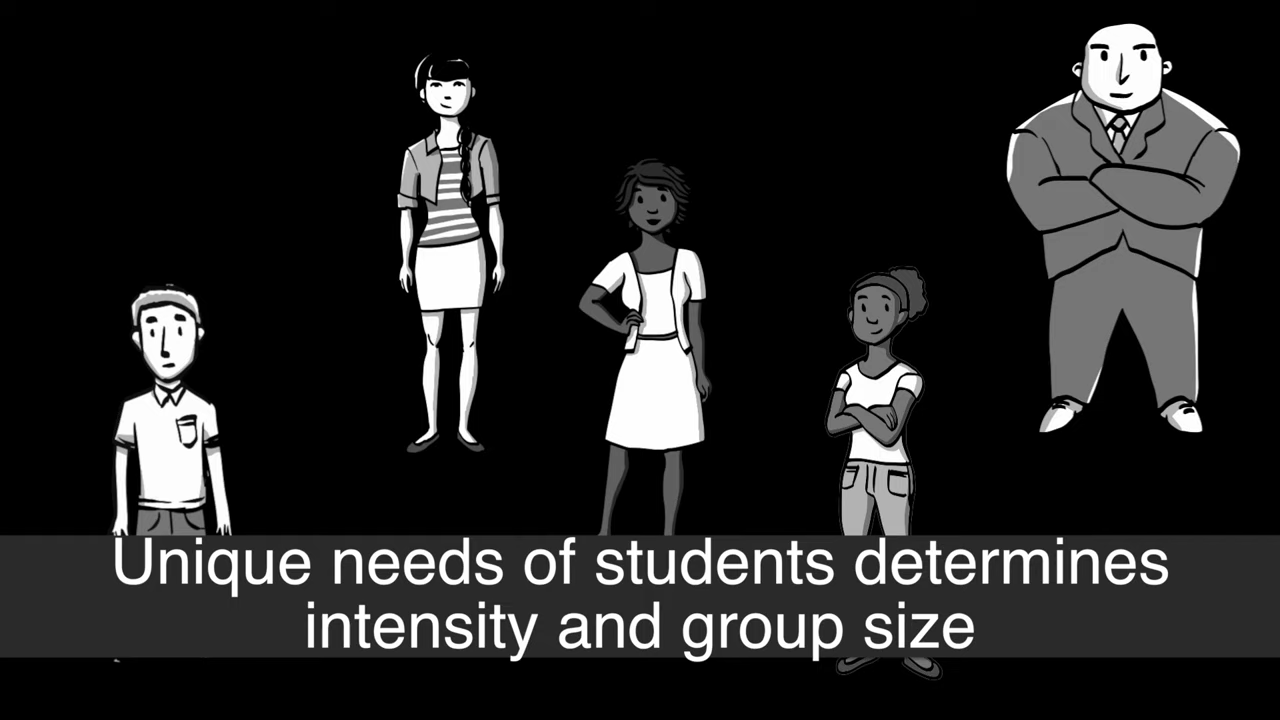 Unique needs of students determines
intensity and group size